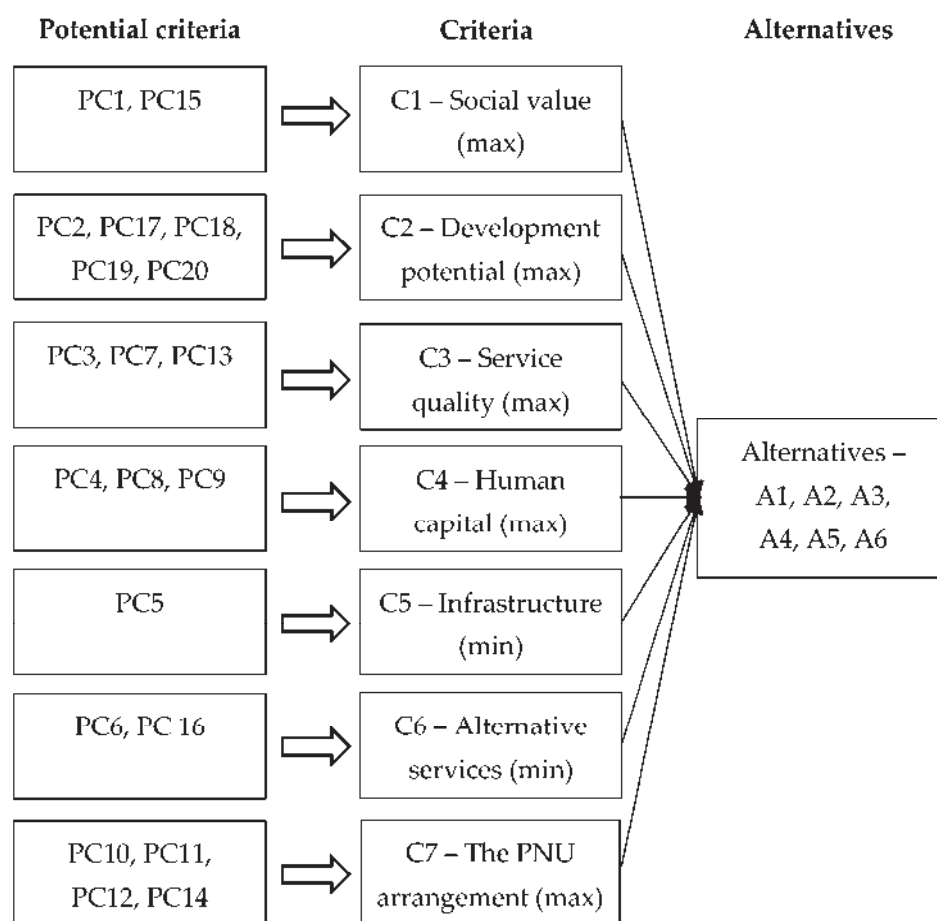 Potential criteria
Criteria
Alternatives
PC1, PC15
C1 – Social value
(max)
PC2, PC17, PC18,
PC19, PC20
C2 – Development
potential (max)
PC3, PC7, PC13
C3 – Service
quality (max)
PC4, PC8, PC9
C4 – Human
capital (max)
Alternatives –
A1, A2, A3,
A4, A5, A6
PC5
C5 – Infrastructure
(min)
PC6, PC 16
C6 – Alternative
services (min)
PC10, PC11,
PC12, PC14
C7 – The PNU
arrangement (max)